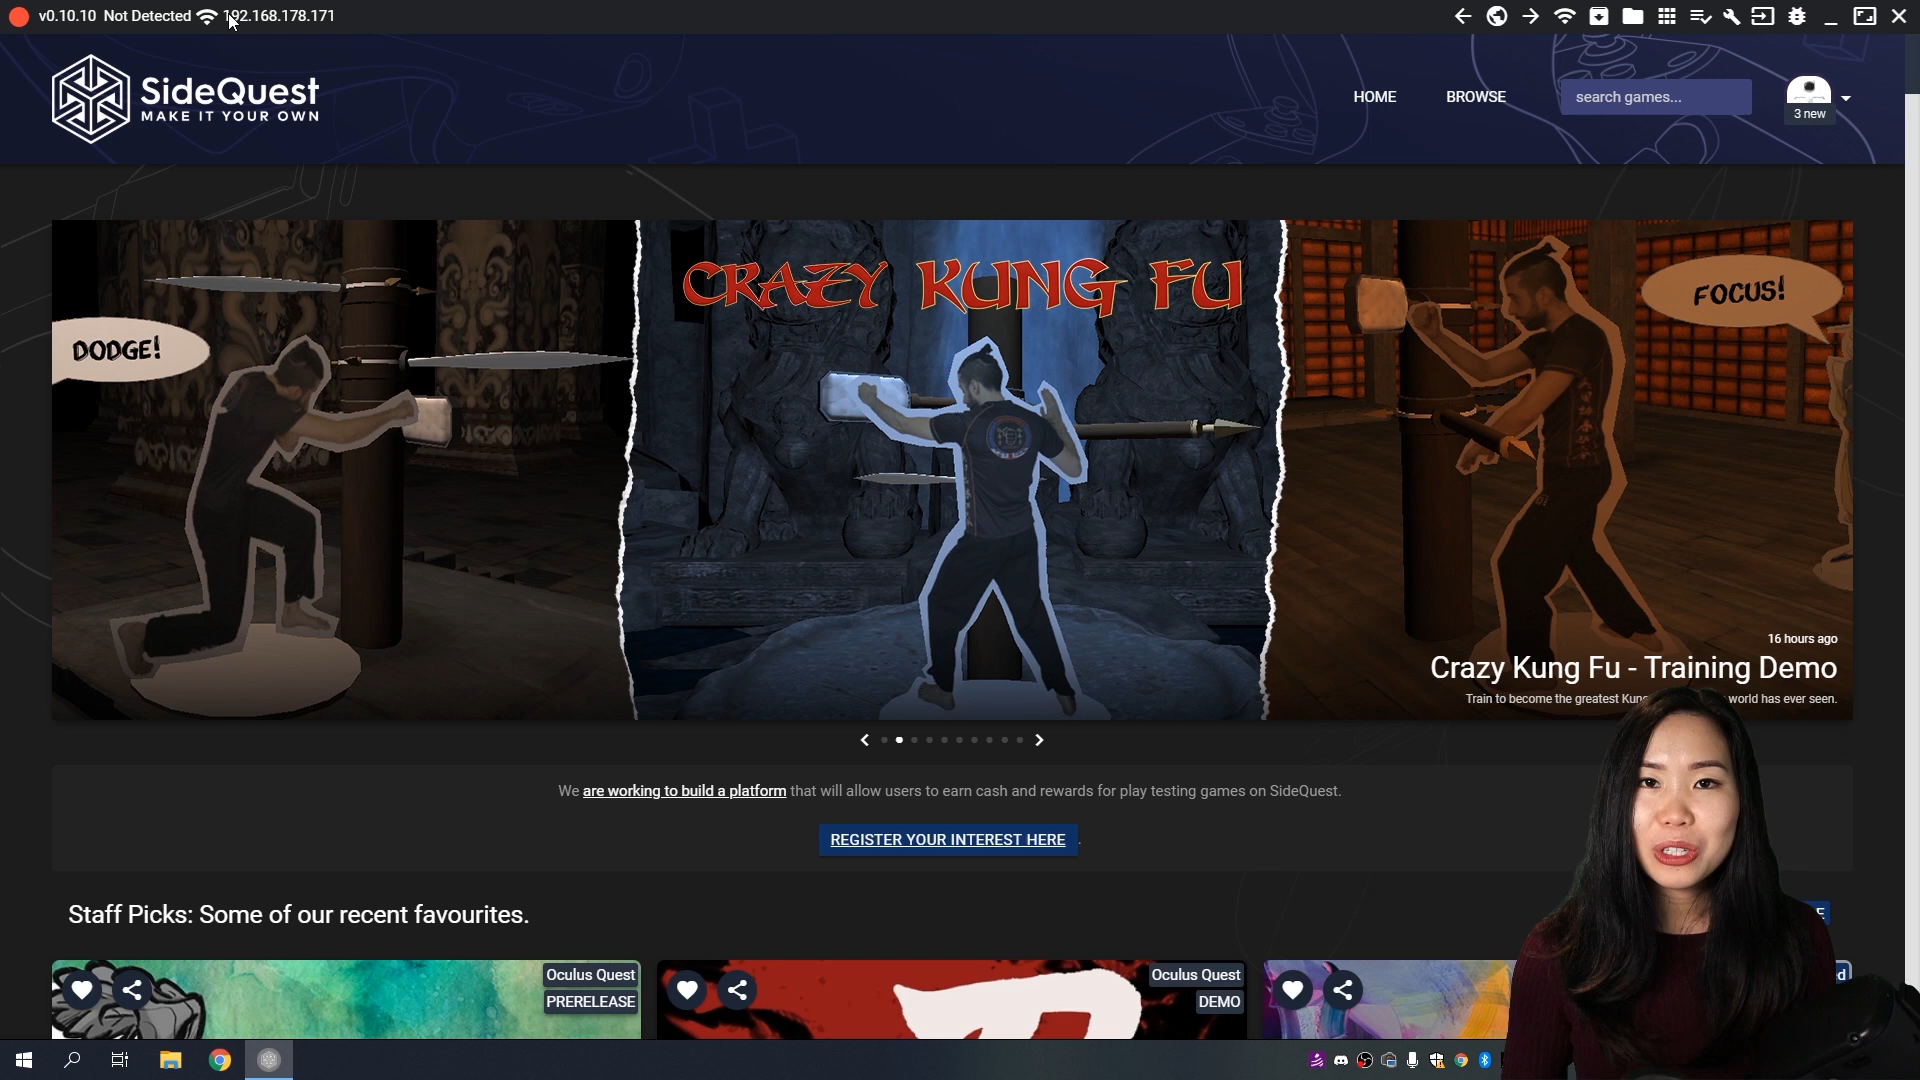 v0.10.10 Not Detected 192.168.178.171
SideQuest
MAKE IT YOUR OWN
HOME
BROWSE
search games...
3 new
DODGE!
CRAZY KUNG FU
FOCUS!
16 hours ago
Crazy Kung Fu - Training Demo
Train to become the greatest Kung world has ever seen.
We are working to build a platform that will allow users to earn cash and rewards for play testing games on SideQuest.
REGISTER YOUR INTEREST HERE.
Staff Picks: Some of our recent favourites.
Oculus Quest
PRERELEASE
Oculus Quest
DEMO